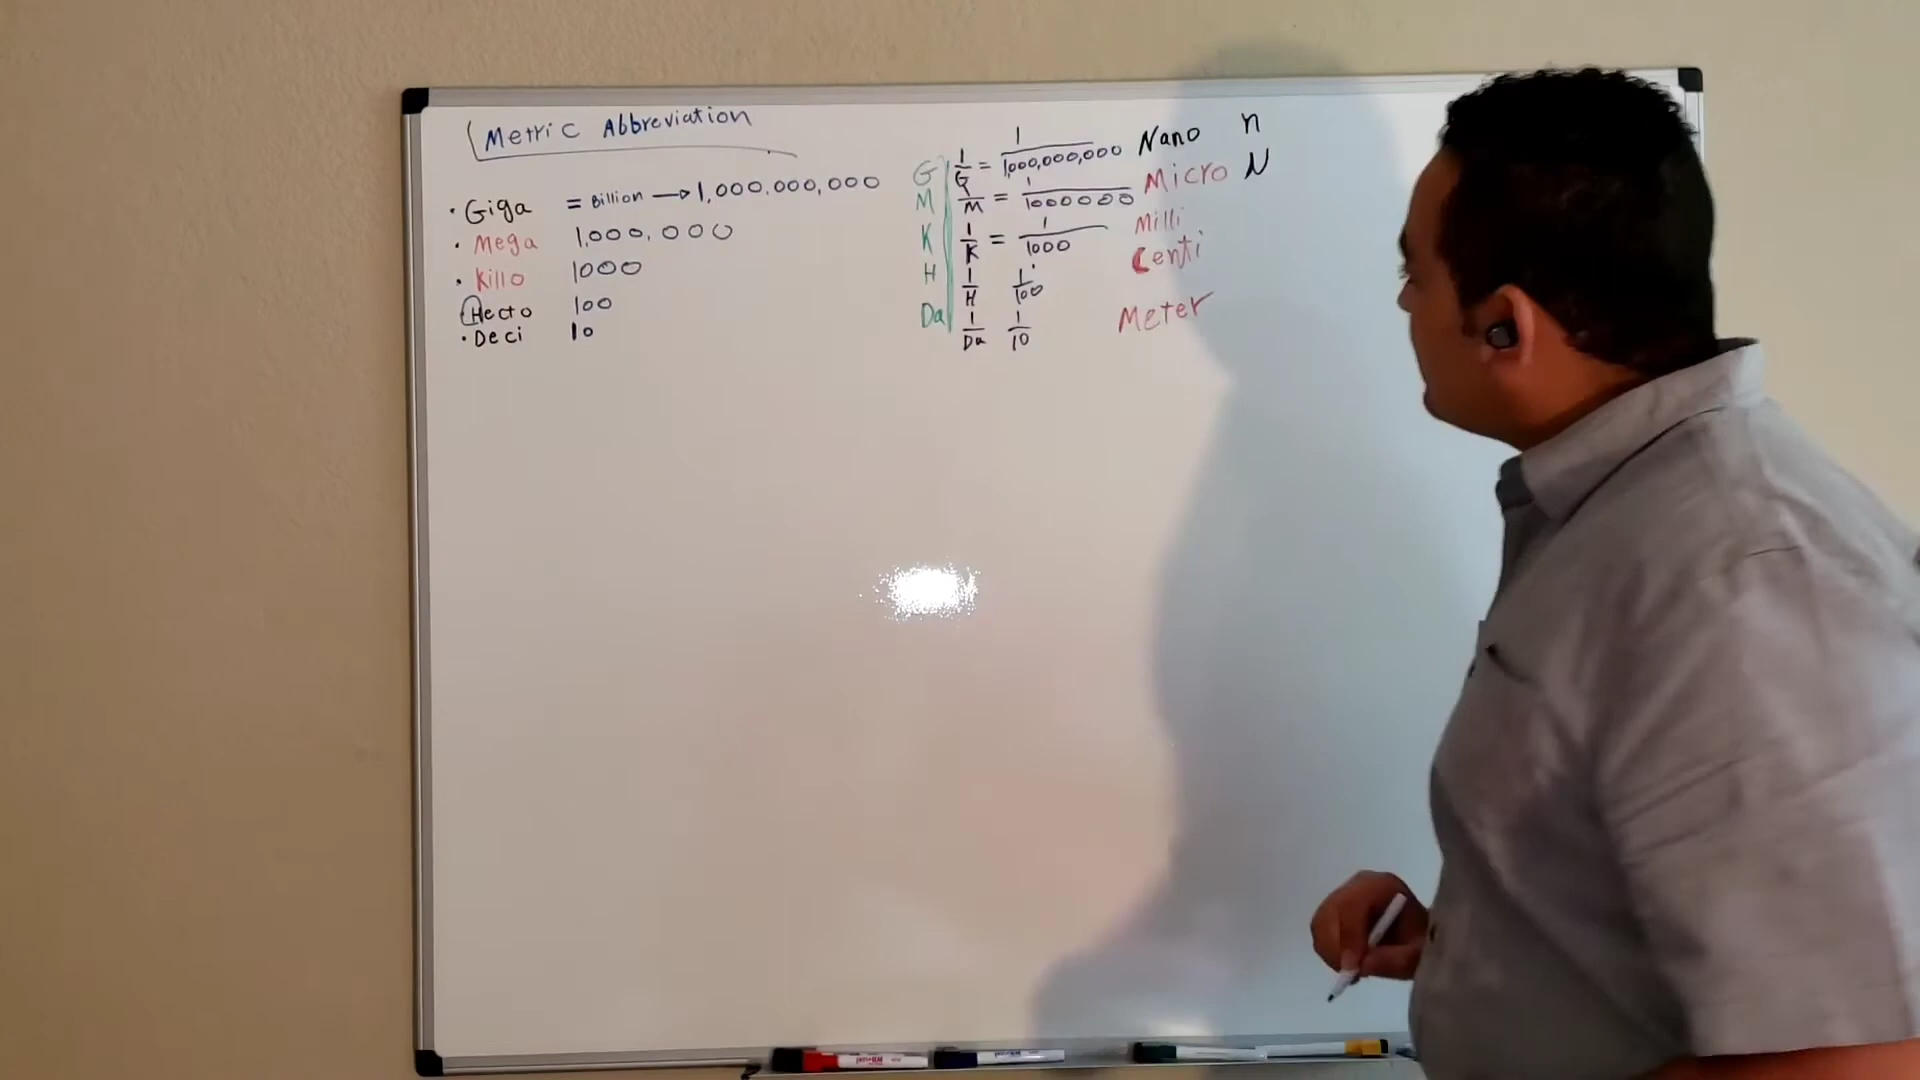 Metric Abbreviation
• Giga = Billion → 1,000,000,000
• Mega 1,000,000
• Killo 1000
Hecto 100
• Deci 10
G 1/G = 1/1,000,000,000 Nano n
M 1/M = 1/1000000 Micro N
K 1/K = 1/1000 Milli
H 1/H 1/100 Centi
Da 1/Da 1/10 Meter